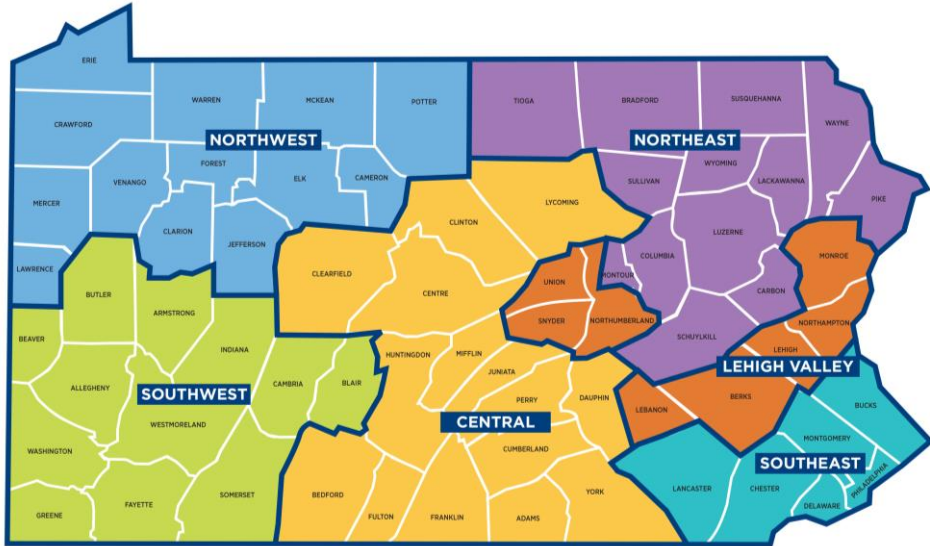 ERIE
WARREN
MCKEAN
POTTER
CRAWFORD
NORTHWEST
FOREST
ELK
CAMERON
VENANGO
MERCER
CLARION
JEFFERSON
LAWRENCE
TIOGA
BRADFORD
SUSQUEHANNA
WAYNE
NORTHEAST
WYOMING
SULLIVAN
LACKAWANNA
PIKE
LUZERNE
COLUMBIA
MONTOUR
CARBON
SCHUYLKILL
LYCOMING
CLINTON
CLEARFIELD
CENTRE
UNION
SNYDER
NORTHUMBERLAND
MONROE
NORTHAMPTON
LEHIGH
LEHIGH VALLEY
BERKS
LEBANON
BUTLER
ARMSTRONG
BEAVER
INDIANA
ALLEGHENY
SOUTHWEST
CAMBRIA
BLAIR
WESTMORELAND
WASHINGTON
GREENE
FAYETTE
SOMERSET
HUNTINGDON
MIFFLIN
JUNIATA
PERRY
DAUPHIN
CENTRAL
CUMBERLAND
BEDFORD
FULTON
FRANKLIN
ADAMS
YORK
BUCKS
MONTGOMERY
SOUTHEAST
PHILADELPHIA
LANCASTER
CHESTER
DELAWARE